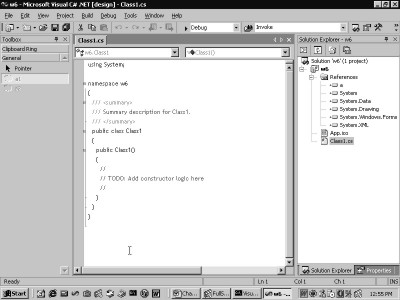 w6 - Microsoft Visual C# .NET [design] - Class1.cs
File Edit View Project Build Debug Tools Window Help
Debug
Invoke
Toolbox
Clipboard Ring
General
Pointer
Class1.cs
w6.Class1
Class1()
using System;
namespace w6
{
/// <summary>
/// Summary description for Class1.
/// </summary>
public class Class1
{
public Class1()
{
//
// TODO: Add constructor logic here
//
}
}
}
Solution Explorer - w6
Solution 'w6' (1 project)
w6
References
a
System
System.Data
System.Drawing
System.Windows.Forms
System.XML
App.ico
Class1.cs
Solution Explorer
Properties
Ready
Ln 1
Col 1
Ch 1
INS
Start
Cha...
FullS...
Visu...
w6 - ...
12:55 PM